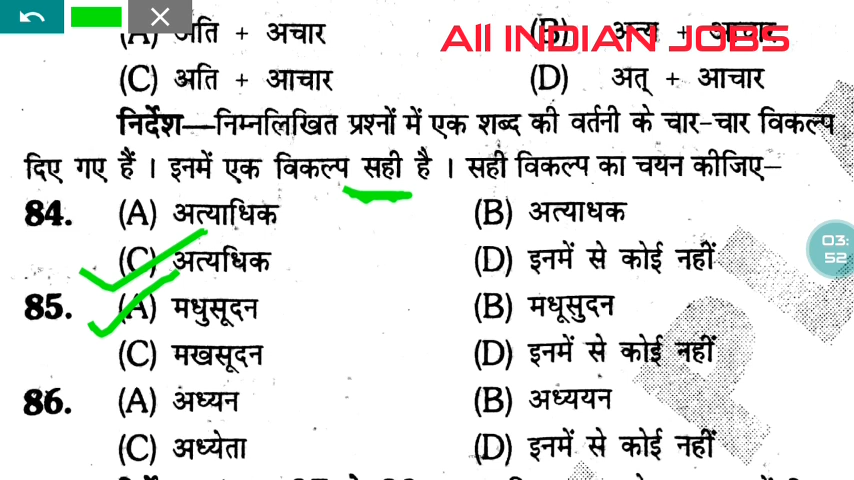 (A) अति + अचार (B) अन्य + आचार
All INDIAN JOBS
(C) अति + आचार (D) अत् + आचार
निर्देश—निम्नलिखित प्रश्नों में एक शब्द की वर्तनी के चार-चार विकल्प
दिए गए हैं । इनमें एक विकल्प सही है । सही विकल्प का चयन कीजिए–
84. (A) अत्याधिक (B) अत्याधक
(C) अत्यधिक (D) इनमें से कोई नहीं
03:
52
85. (A) मधुसूदन (B) मधूसुदन
(C) मखसूदन (D) इनमें से कोई नहीं
86. (A) अध्यन (B) अध्ययन
(C) अध्येता (D) इनमें से कोई नहीं